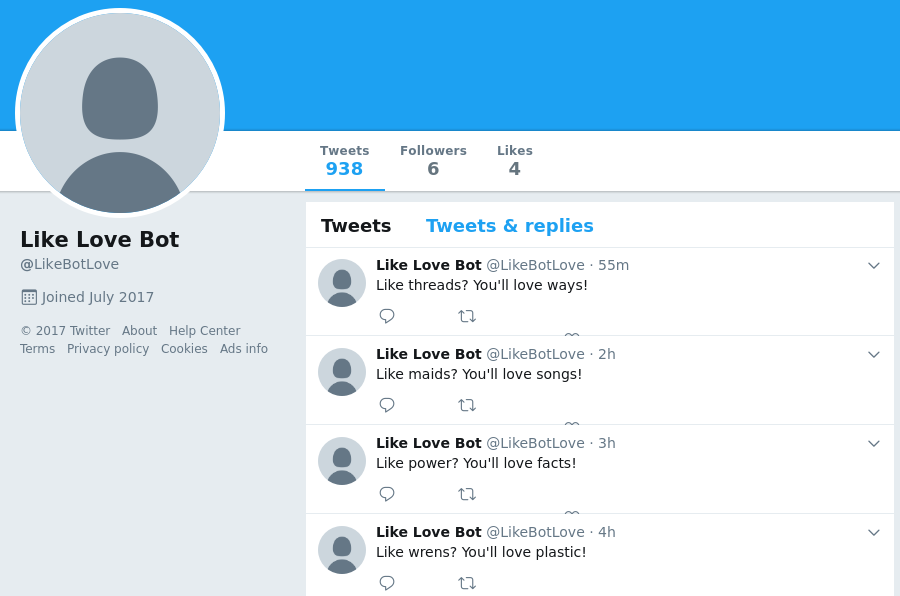 Tweets Followers Likes
938 6 4
Like Love Bot
@LikeBotLove
Joined July 2017
© 2017 Twitter About Help Center
Terms Privacy policy Cookies Ads info
Tweets Tweets & replies
Like Love Bot @LikeBotLove · 55m
Like threads? You'll love ways!
Like Love Bot @LikeBotLove · 2h
Like maids? You'll love songs!
Like Love Bot @LikeBotLove · 3h
Like power? You'll love facts!
Like Love Bot @LikeBotLove · 4h
Like wrens? You'll love plastic!